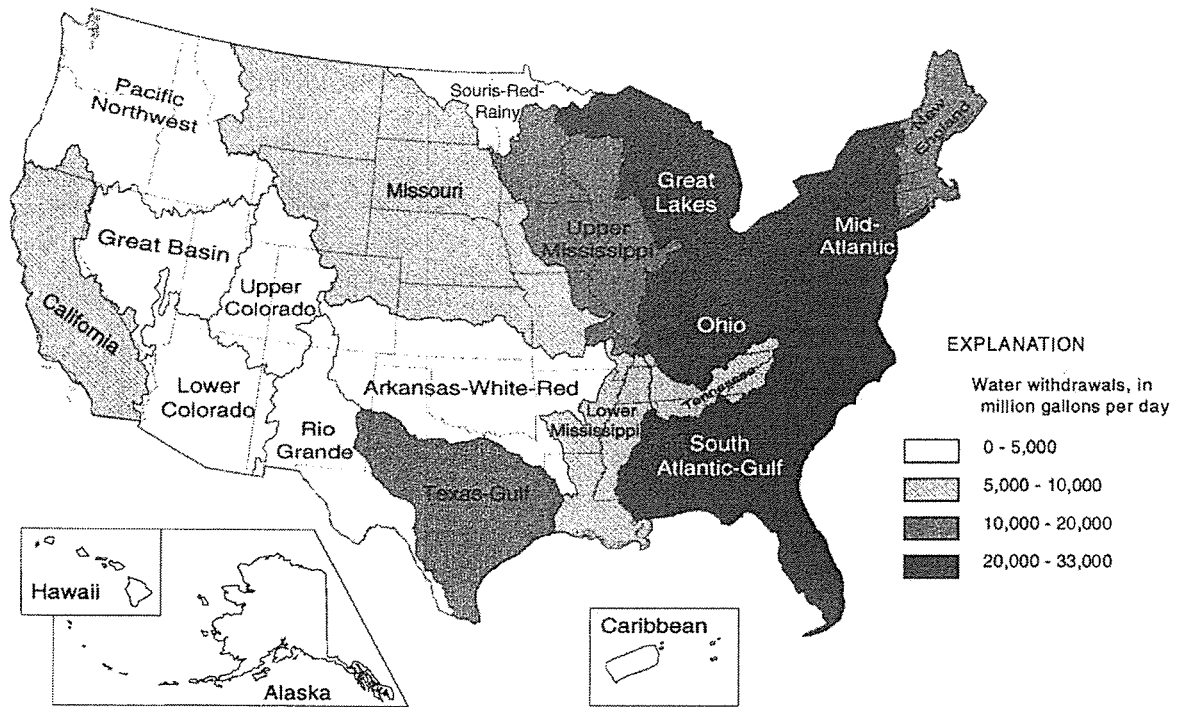 Pacific
Northwest
Souris-Red-
Rainy
New
England
Missouri
Great
Lakes
Upper
Mississippi
Mid-
Atlantic
Great Basin
Upper
Colorado
California
Ohio
Lower
Colorado
Arkansas-White-Red
Tennessee
Lower
Mississippi
Rio
Grande
South
Atlantic-Gulf
Texas-Gulf
Hawaii
Alaska
Caribbean
EXPLANATION
Water withdrawals, in
million gallons per day
0 - 5,000
5,000 - 10,000
10,000 - 20,000
20,000 - 33,000